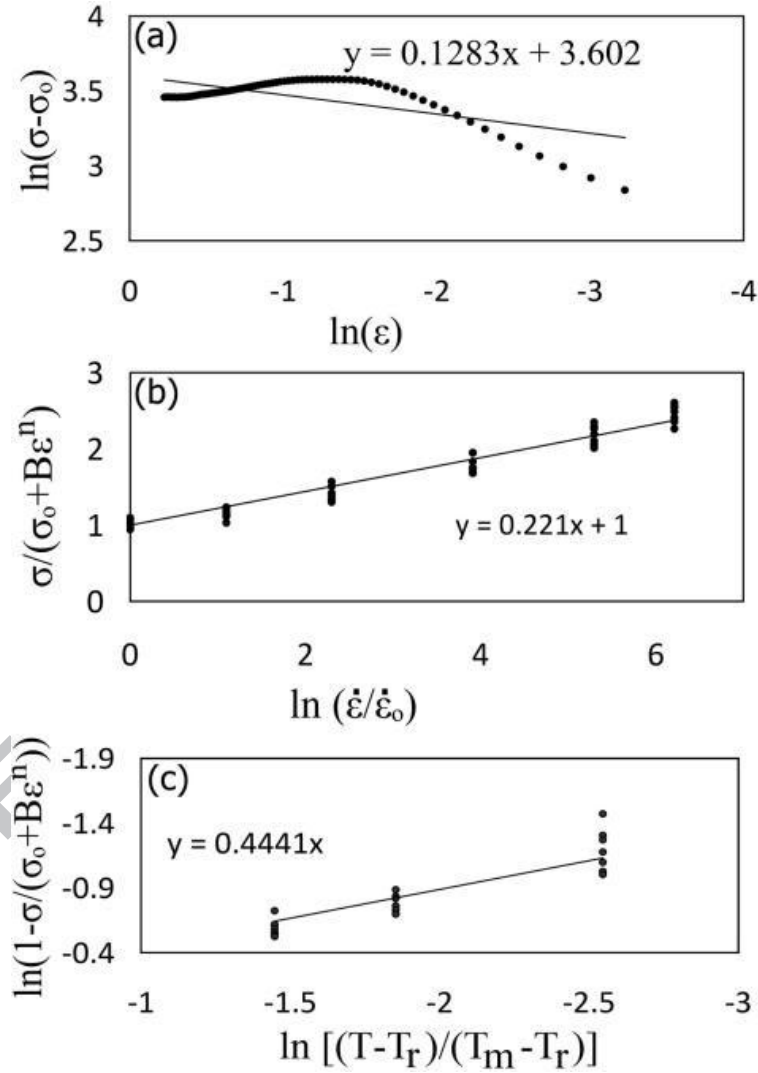 (a)
y = 0.1283x + 3.602
ln(σ-σₒ)
4
3.5
3
2.5
0 -1 -2 -3 -4
ln(ε)
(b)
σ/(σₒ+Bεⁿ)
3
2
1
0
y = 0.221x + 1
0 2 4 6
ln (ε̇/ε̇ₒ)
(c)
ln(1-σ/(σₒ+Bεⁿ))
-1.9
-1.4
-0.9
-0.4
y = 0.4441x
-1 -1.5 -2 -2.5 -3
ln [(T-Tᵣ)/(Tₘ-Tᵣ)]